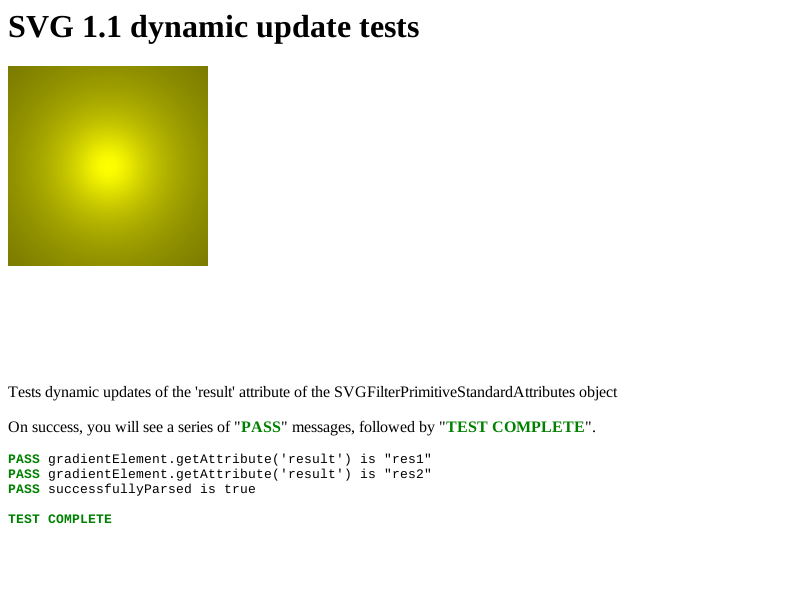 SVG 1.1 dynamic update tests
Tests dynamic updates of the 'result' attribute of the SVGFilterPrimitiveStandardAttributes object
On success, you will see a series of "PASS" messages, followed by "TEST COMPLETE".
PASS gradientElement.getAttribute('result') is "res1"
PASS gradientElement.getAttribute('result') is "res2"
PASS successfullyParsed is true
TEST COMPLETE